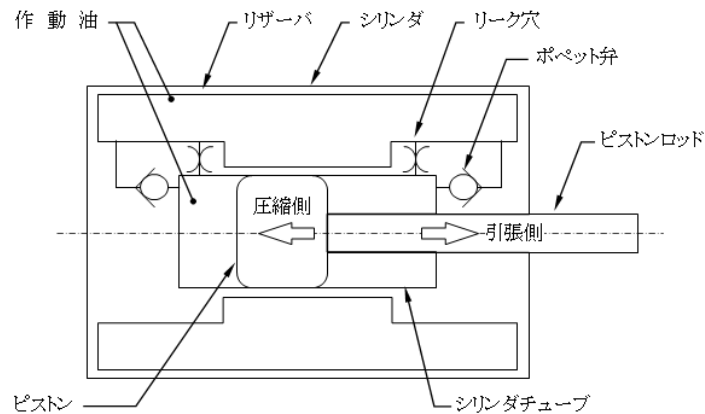 作動油
リザーバ
シリンダ
リーク穴
ポペット弁
ピストンロッド
圧縮側
引張側
ピストン
シリンダチューブ